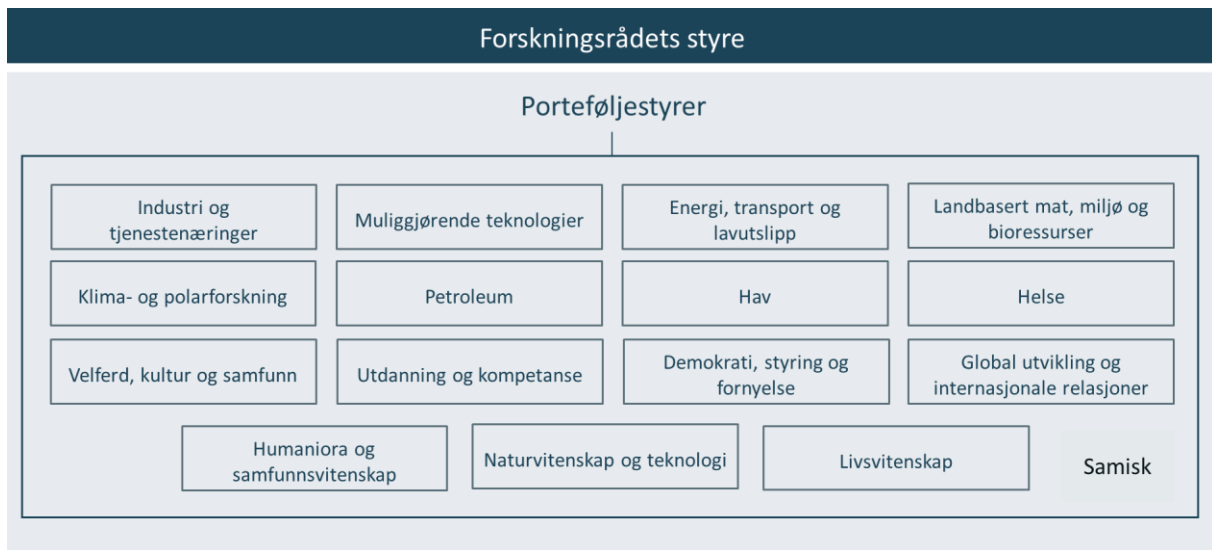 Forskningsrådets styre
Porteføljestyrer
Industri og
tjenestenæringer
Muliggjørende teknologier
Energi, transport og
lavutslipp
Landbasert mat, miljø og
bioressurser
Klima- og polarforskning
Petroleum
Hav
Helse
Velferd, kultur og samfunn
Utdanning og kompetanse
Demokrati, styring og
fornyelse
Global utvikling og
internasjonale relasjoner
Humaniora og
samfunnsvitenskap
Naturvitenskap og teknologi
Livsvitenskap
Samisk